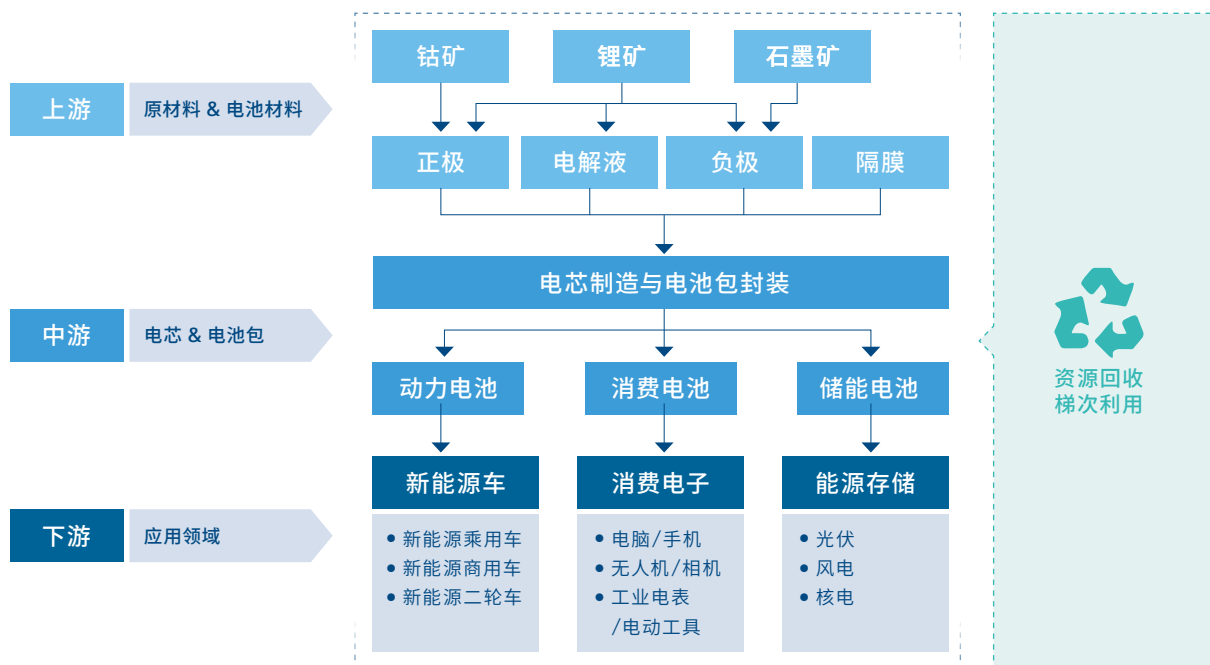 钴矿
锂矿
石墨矿
上游
原材料 & 电池材料
正极
电解液
负极
隔膜
电芯制造与电池包封装
中游
电芯 & 电池包
动力电池
消费电池
储能电池
资源回收
梯次利用
下游
应用领域
新能源车
• 新能源乘用车
• 新能源商用车
• 新能源二轮车
消费电子
• 电脑/手机
• 无人机/相机
• 工业电表
/电动工具
能源存储
• 光伏
• 风电
• 核电